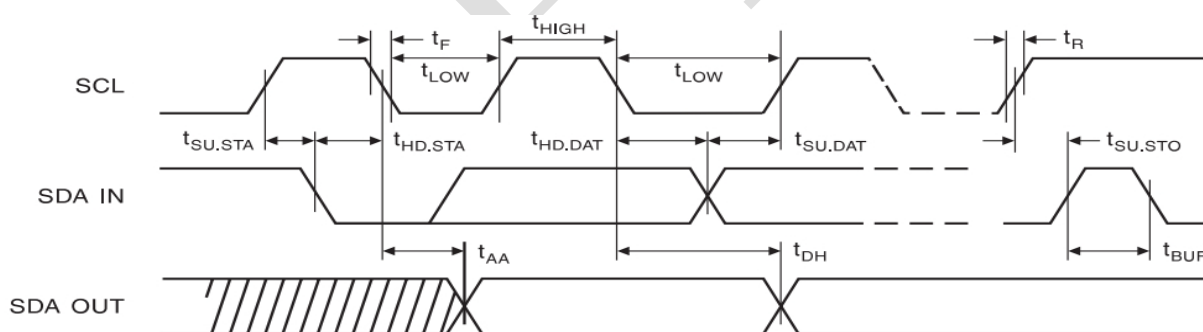 tF
tHIGH
tR
SCL
tLOW
tLOW
tSU.STA
tHD.STA
tHD.DAT
tSU.DAT
tSU.STO
SDA IN
tAA
tDH
tBUF
SDA OUT